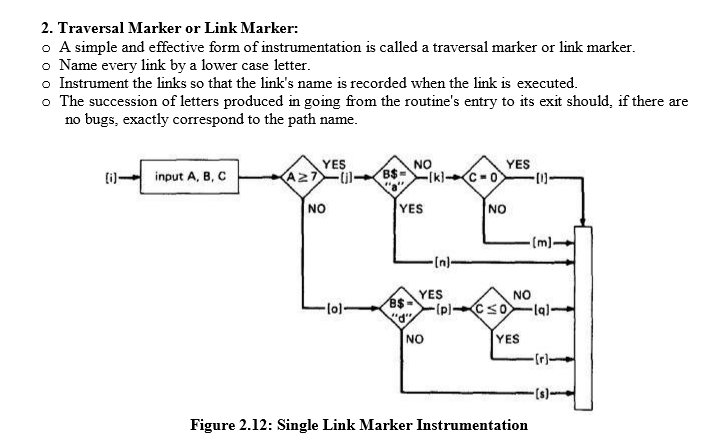 2. Traversal Marker or Link Marker:
o A simple and effective form of instrumentation is called a traversal marker or link marker.
o Name every link by a lower case letter.
o Instrument the links so that the link's name is recorded when the link is executed.
o The succession of letters produced in going from the routine's entry to its exit should, if there are
no bugs, exactly correspond to the path name.
[i] input A, B, C A ≥ 7 YES [j] B$ = "a" NO [k] C = 0 YES [l]
NO YES NO
[m]
[n]
[o] B$ = "d" YES [p] C ≤ 0 NO [q]
NO YES
[r]
[s]
Figure 2.12: Single Link Marker Instrumentation